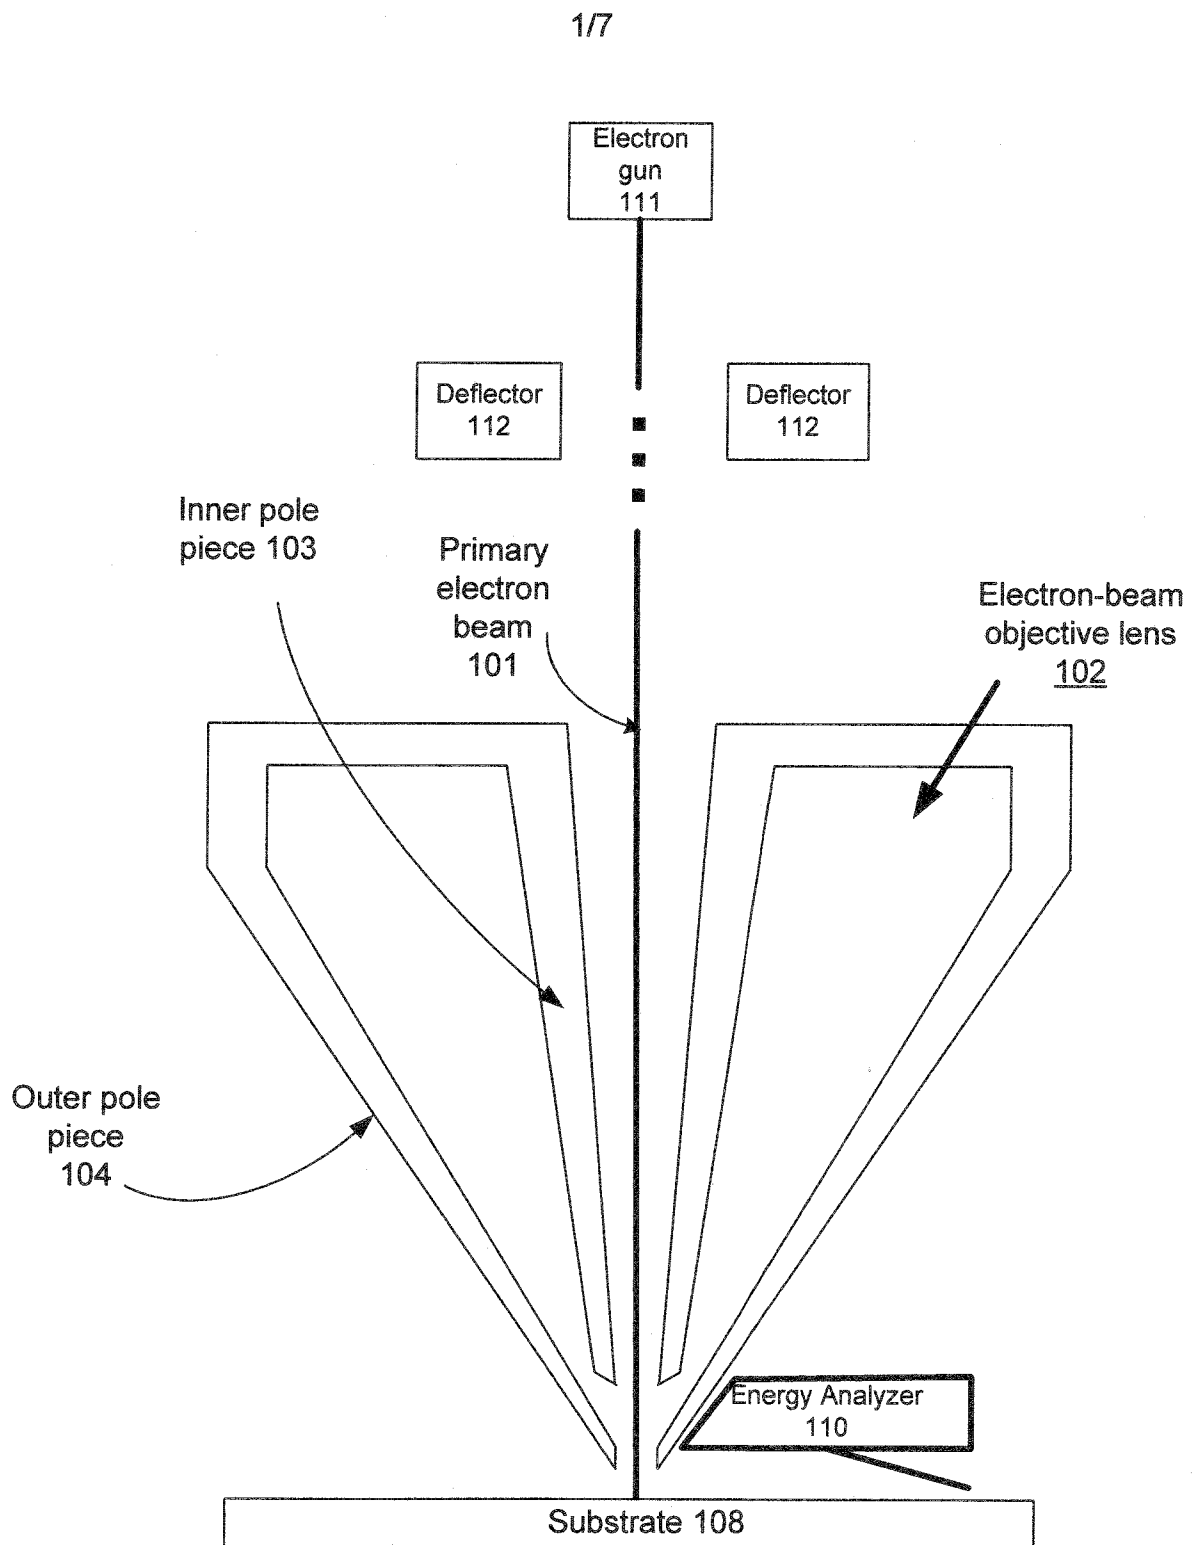 1/7
Electron
gun
111
Deflector
112
Deflector
112
Inner pole
piece 103
Primary
electron
beam
101
Electron-beam
objective lens
102
Outer pole
piece
104
Energy Analyzer
110
Substrate 108